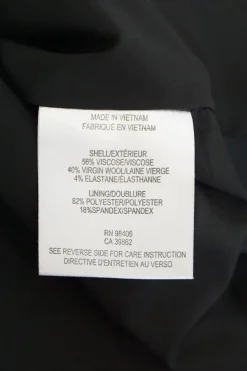 MADE IN VIETNAM
FABRIQUÉ EN VIETNAM
SHELL/EXTÉRIEUR
56% VISCOSE/VISCOSE
40% VIRGIN WOOL/LAINE VIERGE
4% ELASTANE/ÉLASTHANNE
LINING/DOUBLURE
82% POLYESTER/POLYESTER
18%SPANDEX/SPANDEX
RN 98406
CA 39862
SEE REVERSE SIDE FOR CARE INSTRUCTION
DIRECTIVE D'ENTRETIEN AU VERSO